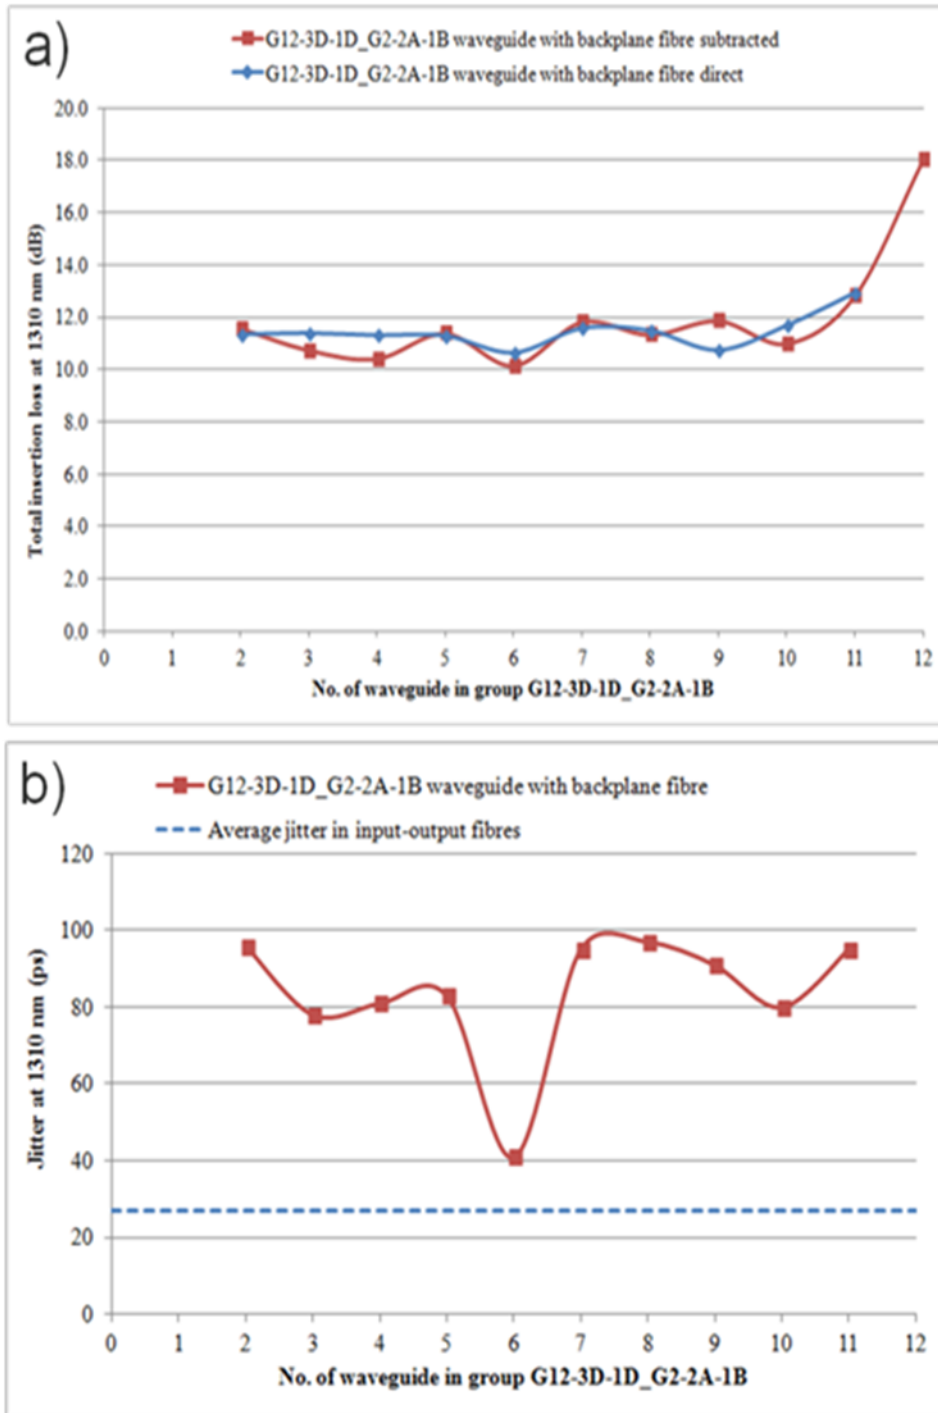 a)
G12-3D-1D_G2-2A-1B waveguide with backplane fibre subtracted
G12-3D-1D_G2-2A-1B waveguide with backplane fibre direct
20.0
18.0
16.0
14.0
12.0
10.0
8.0
6.0
4.0
2.0
0.0
Total insertion loss at 1310 nm (dB)
0 1 2 3 4 5 6 7 8 9 10 11 12
No. of waveguide in group G12-3D-1D_G2-2A-1B
b)
G12-3D-1D_G2-2A-1B waveguide with backplane fibre
Average jitter in input-output fibres
120
100
80
60
40
20
0
Jitter at 1310 nm (ps)
0 1 2 3 4 5 6 7 8 9 10 11 12
No. of waveguide in group G12-3D-1D_G2-2A-1B